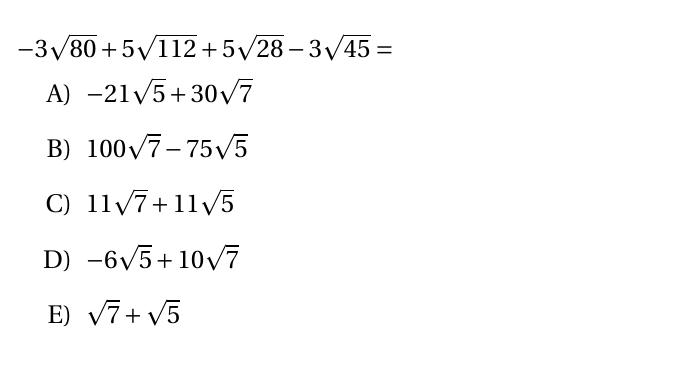 −3√80 + 5√112 + 5√28 − 3√45 =
A) −21√5 + 30√7
B) 100√7 − 75√5
C) 11√7 + 11√5
D) −6√5 + 10√7
E) √7 + √5